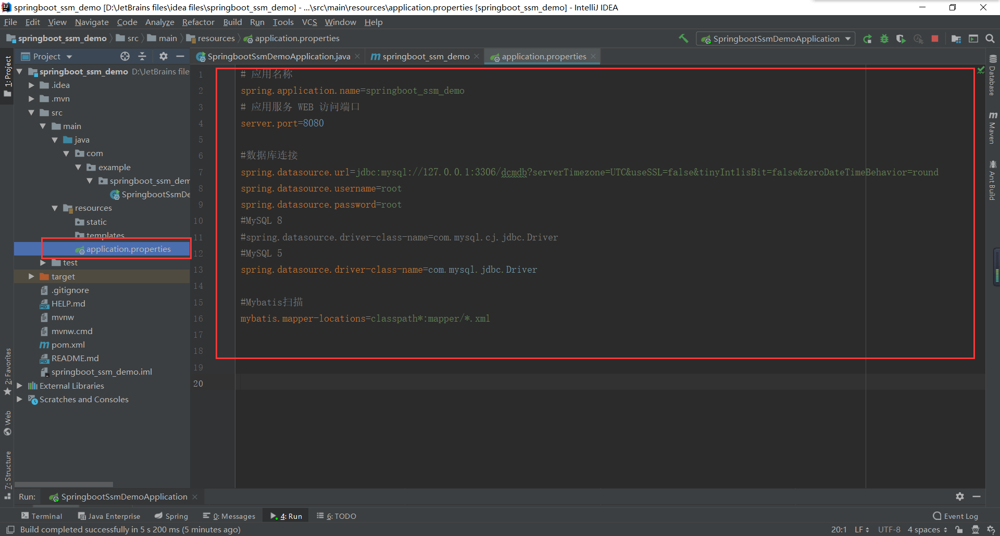 springboot_ssm_demo [D:\JetBrains files\idea files\springboot_ssm_demo] - ...\src\main\resources\application.properties [springboot_ssm_demo] - IntelliJ IDEA
File Edit View Navigate Code Analyze Refactor Build Run Tools VCS Window Help
springboot_ssm_demo src main resources application.properties SpringbootSsmDemoApplication
Project SpringbootSsmDemoApplication.java springboot_ssm_demo application.properties
1: Project
springboot_ssm_demo D:\JetBrains file
.idea
.mvn
src
main
java
com
example
springboot_ssm_dem
SpringbootSsmDe
resources
static
templates
application.properties
test
target
.gitignore
HELP.md
mvnw
mvnw.cmd
pom.xml
README.md
springboot_ssm_demo.iml
External Libraries
Scratches and Consoles
2: Favorites
Web
7: Structure
1 # 应用名称
2 spring.application.name=springboot_ssm_demo
3 # 应用服务 WEB 访问端口
4 server.port=8080
5
6 #数据库连接
7 spring.datasource.url=jdbc:mysql://127.0.0.1:3306/dcmdb?serverTimezone=UTC&useSSL=false&tinyInt1isBit=false&zeroDateTimeBehavior=round
8 spring.datasource.username=root
9 spring.datasource.password=root
10 #MySQL 8
11 #spring.datasource.driver-class-name=com.mysql.cj.jdbc.Driver
12 #MySQL 5
13 spring.datasource.driver-class-name=com.mysql.jdbc.Driver
14
15 #Mybatis扫描
16 mybatis.mapper-locations=classpath*:mapper/*.xml
17
18
19
20
Database
Maven
Ant Build
Run: SpringbootSsmDemoApplication
Terminal Java Enterprise Spring 0: Messages 4: Run 6: TODO Event Log
Build completed successfully in 5 s 200 ms (5 minutes ago) 20:1 LF UTF-8 4 spaces